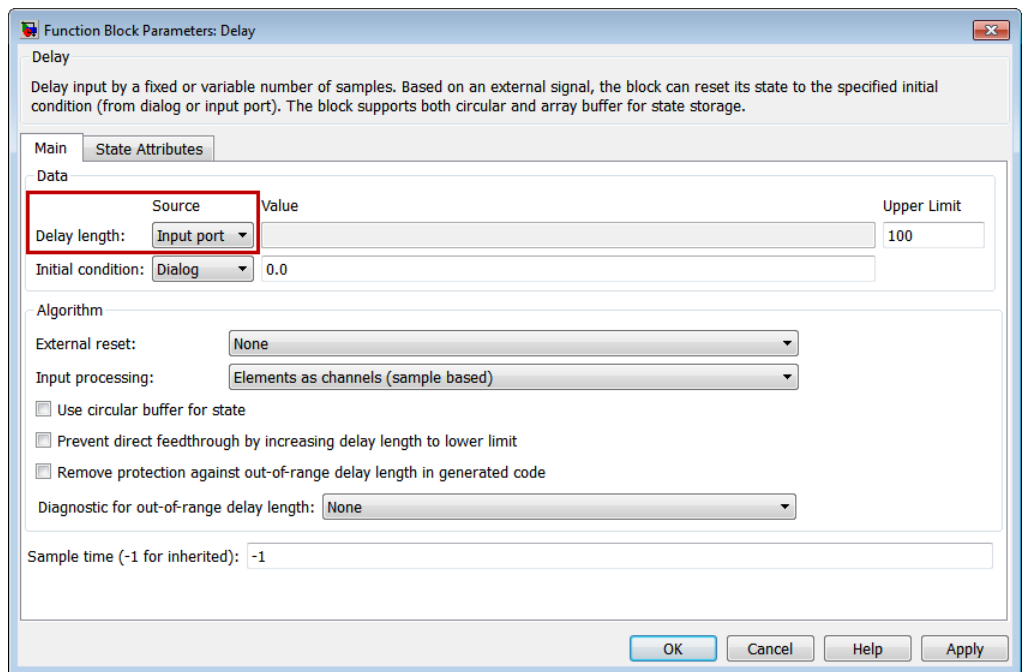 Function Block Parameters: Delay
Delay
Delay input by a fixed or variable number of samples. Based on an external signal, the block can reset its state to the specified initial
condition (from dialog or input port). The block supports both circular and array buffer for state storage.
Main State Attributes
Data
Source Value Upper Limit
Delay length: Input port 100
Initial condition: Dialog 0.0
Algorithm
External reset: None
Input processing: Elements as channels (sample based)
Use circular buffer for state
Prevent direct feedthrough by increasing delay length to lower limit
Remove protection against out-of-range delay length in generated code
Diagnostic for out-of-range delay length: None
Sample time (-1 for inherited): -1
OK Cancel Help Apply